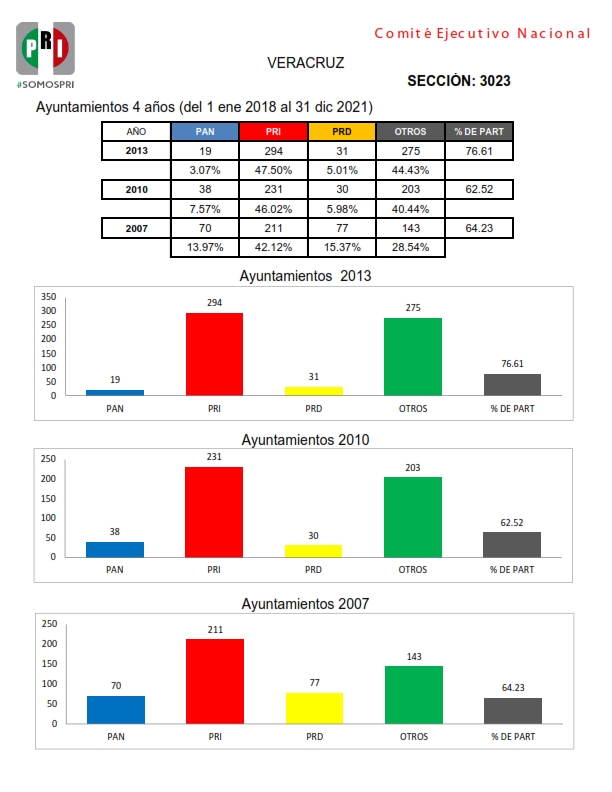 PRI
#SOMOSPRI
Comité Ejecutivo Nacional
VERACRUZ
SECCIÓN: 3023
Ayuntamientos 4 años (del 1 ene 2018 al 31 dic 2021)
AÑO PAN PRI PRD OTROS % DE PART
2013 19 294 31 275 76.61
3.07% 47.50% 5.01% 44.43%
2010 38 231 30 203 62.52
7.57% 46.02% 5.98% 40.44%
2007 70 211 77 143 64.23
13.97% 42.12% 15.37% 28.54%
Ayuntamientos 2013
350
300
250
200
150
100
50
0
19 294 31 275 76.61
PAN PRI PRD OTROS % DE PART
Ayuntamientos 2010
250
200
150
100
50
0
38 231 30 203 62.52
PAN PRI PRD OTROS % DE PART
Ayuntamientos 2007
250
200
150
100
50
0
70 211 77 143 64.23
PAN PRI PRD OTROS % DE PART